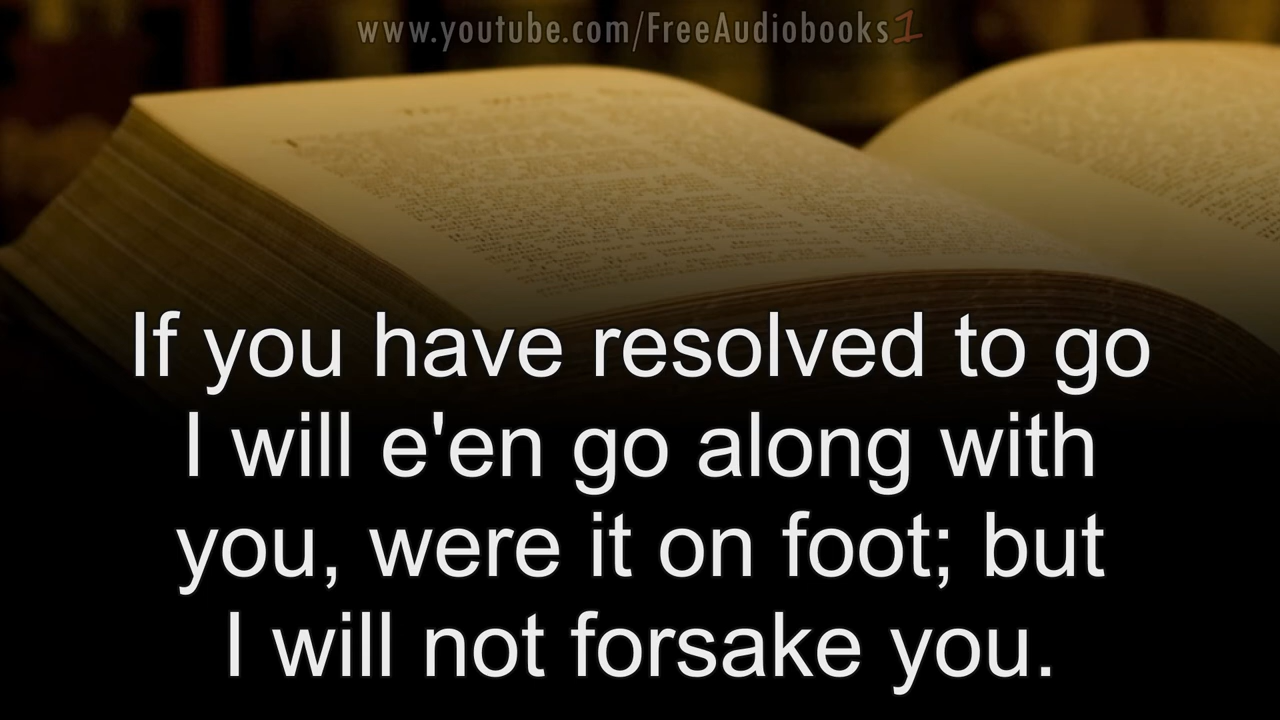 www.youtube.com/FreeAudiobooks1
If you have resolved to go
I will e'en go along with
you, were it on foot; but
I will not forsake you.